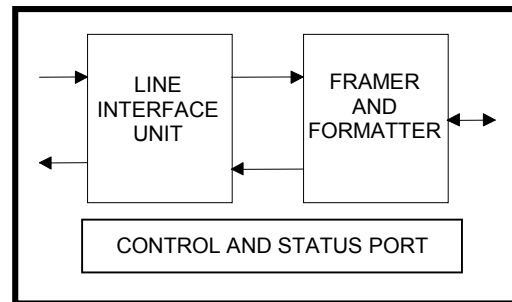 LINE
INTERFACE
UNIT
FRAMER
AND
FORMATTER
CONTROL AND STATUS PORT